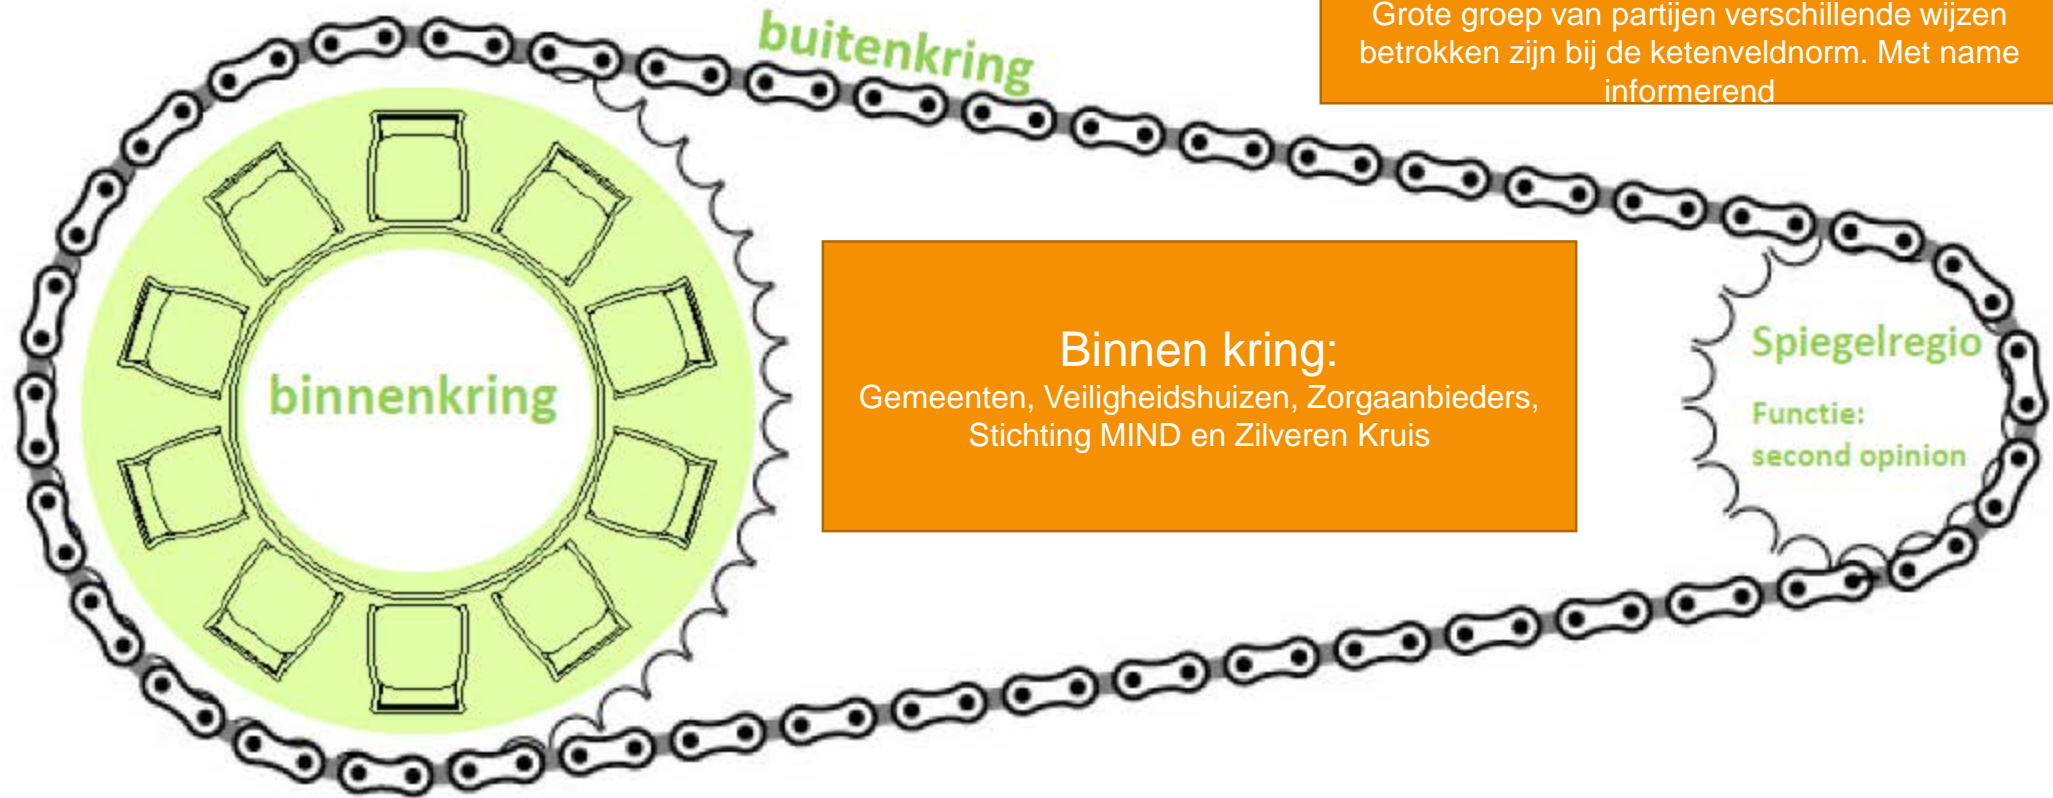 Grote groep van partijen verschillende wijzen
betrokken zijn bij de ketenveldnorm. Met name
informerend
buitenkring
binnenkring
Binnen kring:
Gemeenten, Veiligheidshuizen, Zorgaanbieders,
Stichting MIND en Zilveren Kruis
Spiegelregio
Functie:
second opinion